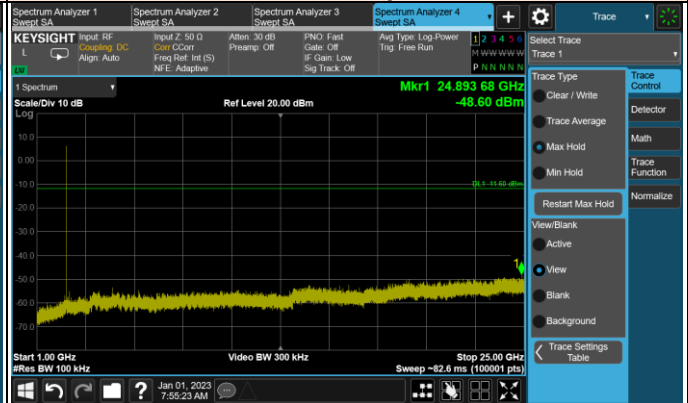 Spectrum Analyzer 1
Swept SA
Spectrum Analyzer 2
Swept SA
Spectrum Analyzer 3
Swept SA
Spectrum Analyzer 4
Swept SA
Trace
KEYSIGHT
L
LXI
Input: RF
Coupling: DC
Align: Auto
Input Z: 50 Ω
Corr CCorr
Freq Ref: Int (S)
NFE: Adaptive
Atten: 30 dB
Preamp: Off
PNO: Fast
Gate: Off
IF Gain: Low
Sig Track: Off
Avg Type: Log-Power
Trig: Free Run
1 2 3 4 5 6
M W W W W W
P N N N N N
1 Spectrum
Scale/Div 10 dB
Log
Ref Level 20.00 dBm
Mkr1 24.893 68 GHz
-48.60 dBm
10.0
0.00
-10.0
-20.0
-30.0
-40.0
-50.0
-60.0
-70.0
DL1 -11.60 dBm
1
Start 1.00 GHz
#Res BW 100 kHz
Video BW 300 kHz
Stop 25.00 GHz
Sweep ~82.6 ms (100001 pts)
Jan 01, 2023
7:55:23 AM
Select Trace
Trace 1
Trace Type
Clear / Write
Trace Average
Max Hold
Min Hold
Restart Max Hold
View/Blank
Active
View
Blank
Background
Trace Settings
Table
Trace
Control
Detector
Math
Trace
Function
Normalize